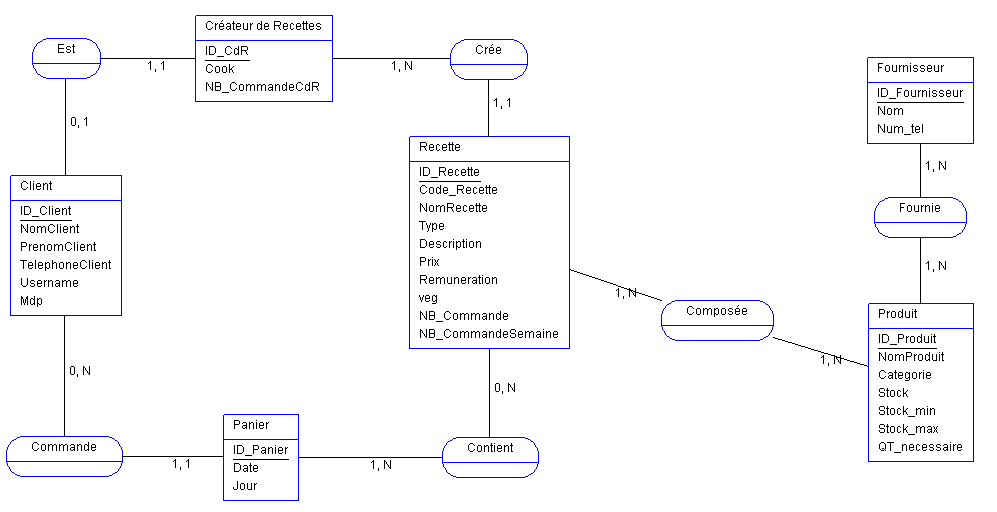 Créateur de Recettes
ID_CdR
Cook
NB_CommandeCdR
Est
1, 1
1, N
Crée
0, 1
1, 1
Fournisseur
ID_Fournisseur
Nom
Num_tel
1, N
Fournie
1, N
Client
ID_Client
NomClient
PrenomClient
TelephoneClient
Username
Mdp
Recette
ID_Recette
Code_Recette
NomRecette
Type
Description
Prix
Remuneration
veg
NB_Commande
NB_CommandeSemaine
1, N
Composée
1, N
Produit
ID_Produit
NomProduit
Categorie
Stock
Stock_min
Stock_max
QT_necessaire
0, N
0, N
Commande
1, 1
Panier
ID_Panier
Date
Jour
1, N
Contient